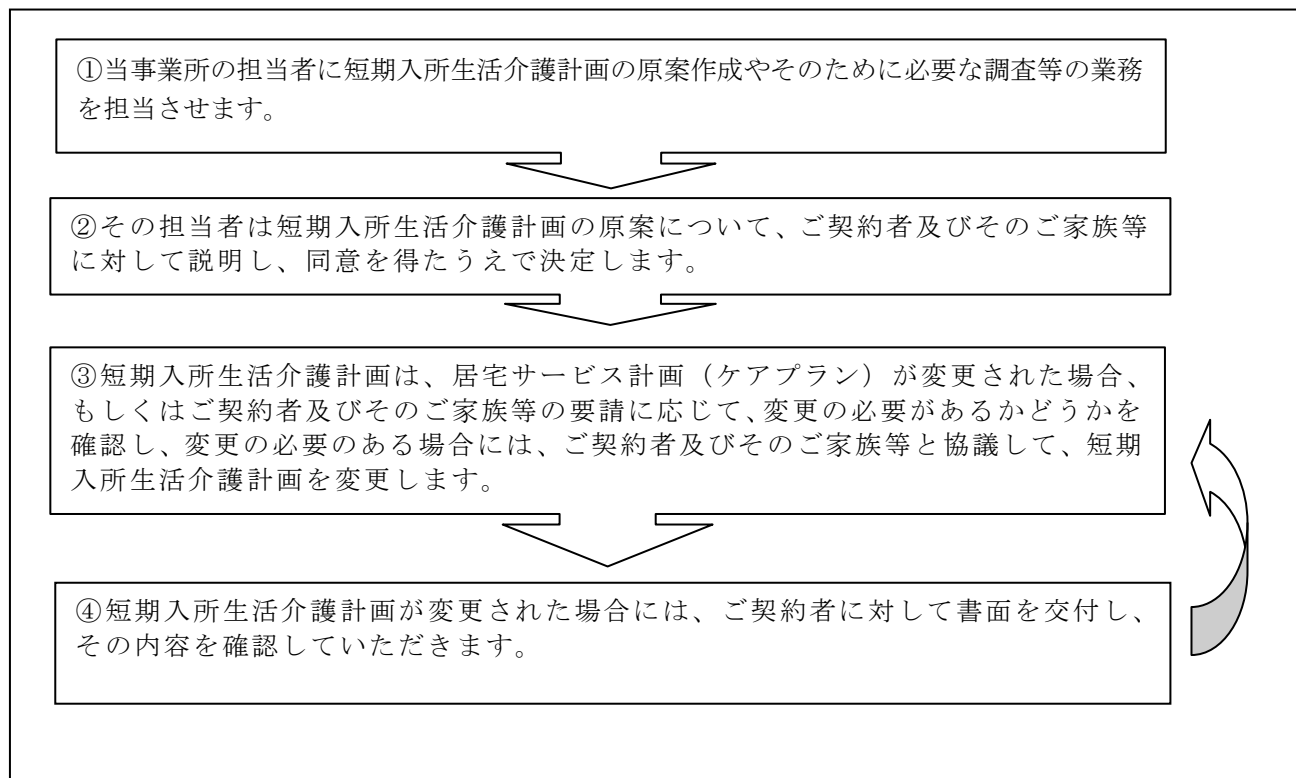 ①当事業所の担当者に短期入所生活介護計画の原案作成やそのために必要な調査等の業務
を担当させます。
②その担当者は短期入所生活介護計画の原案について、ご契約者及びそのご家族等
に対して説明し、同意を得たうえで決定します。
③短期入所生活介護計画は、居宅サービス計画（ケアプラン）が変更された場合、
もしくはご契約者及びそのご家族等の要請に応じて、変更の必要があるかどうかを
確認し、変更の必要のある場合には、ご契約者及びそのご家族等と協議して、短期
入所生活介護計画を変更します。
④短期入所生活介護計画が変更された場合には、ご契約者に対して書面を交付し、
その内容を確認していただきます。